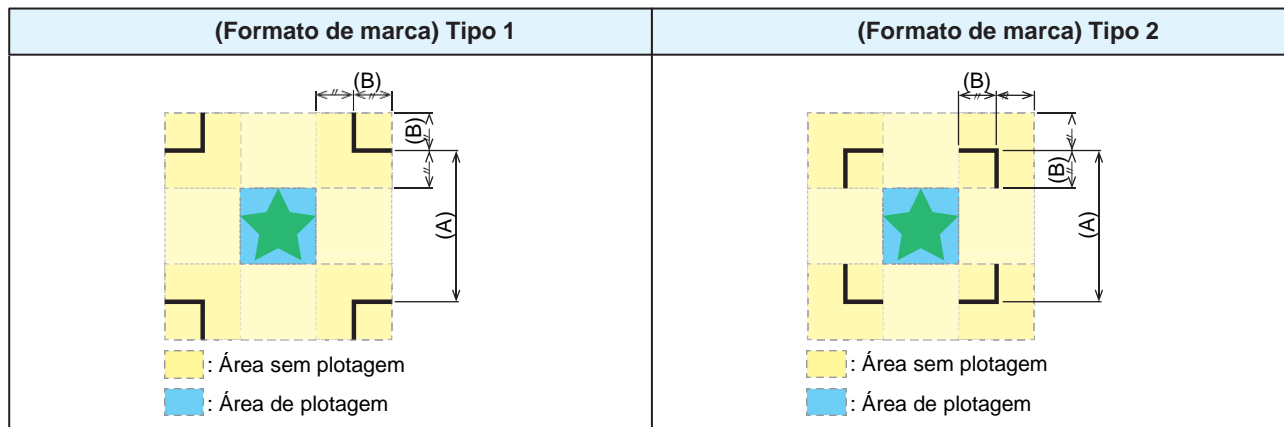 (Formato de marca) Tipo 1
(B)
(B)
(A)
: Área sem plotagem
: Área de plotagem
(Formato de marca) Tipo 2
(B)
(B)
(A)
: Área sem plotagem
: Área de plotagem